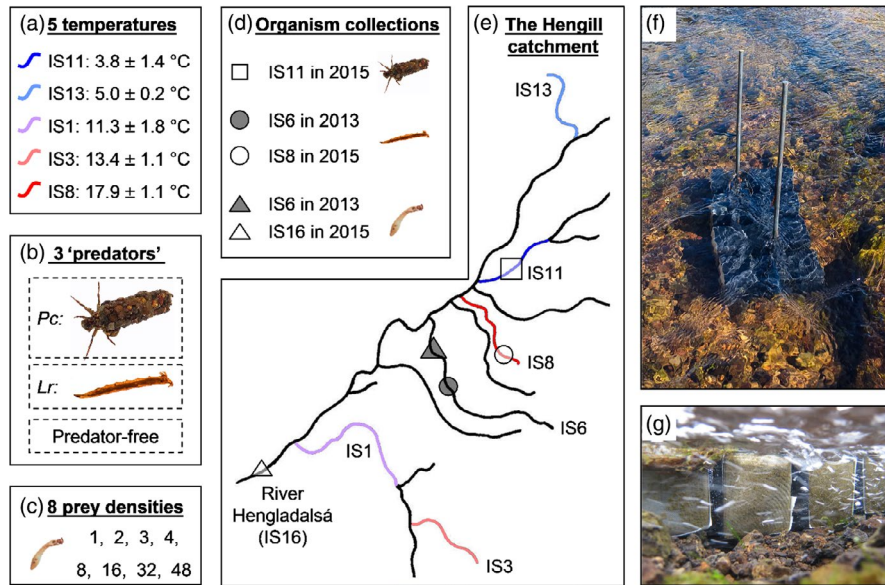 (a) 5 temperatures
IS11: 3.8 ± 1.4 °C
IS13: 5.0 ± 0.2 °C
IS1: 11.3 ± 1.8 °C
IS3: 13.4 ± 1.1 °C
IS8: 17.9 ± 1.1 °C
(b) 3 ‘predators’
Pc:
Lr:
Predator-free
(c) 8 prey densities
1, 2, 3, 4,
8, 16, 32, 48
(d) Organism collections
IS11 in 2015
IS6 in 2013
IS8 in 2015
IS6 in 2013
IS16 in 2015
(e) The Hengill
catchment
IS13
IS11
IS8
IS6
IS1
River
Hengladalsá
(IS16)
IS3
(f)
(g)